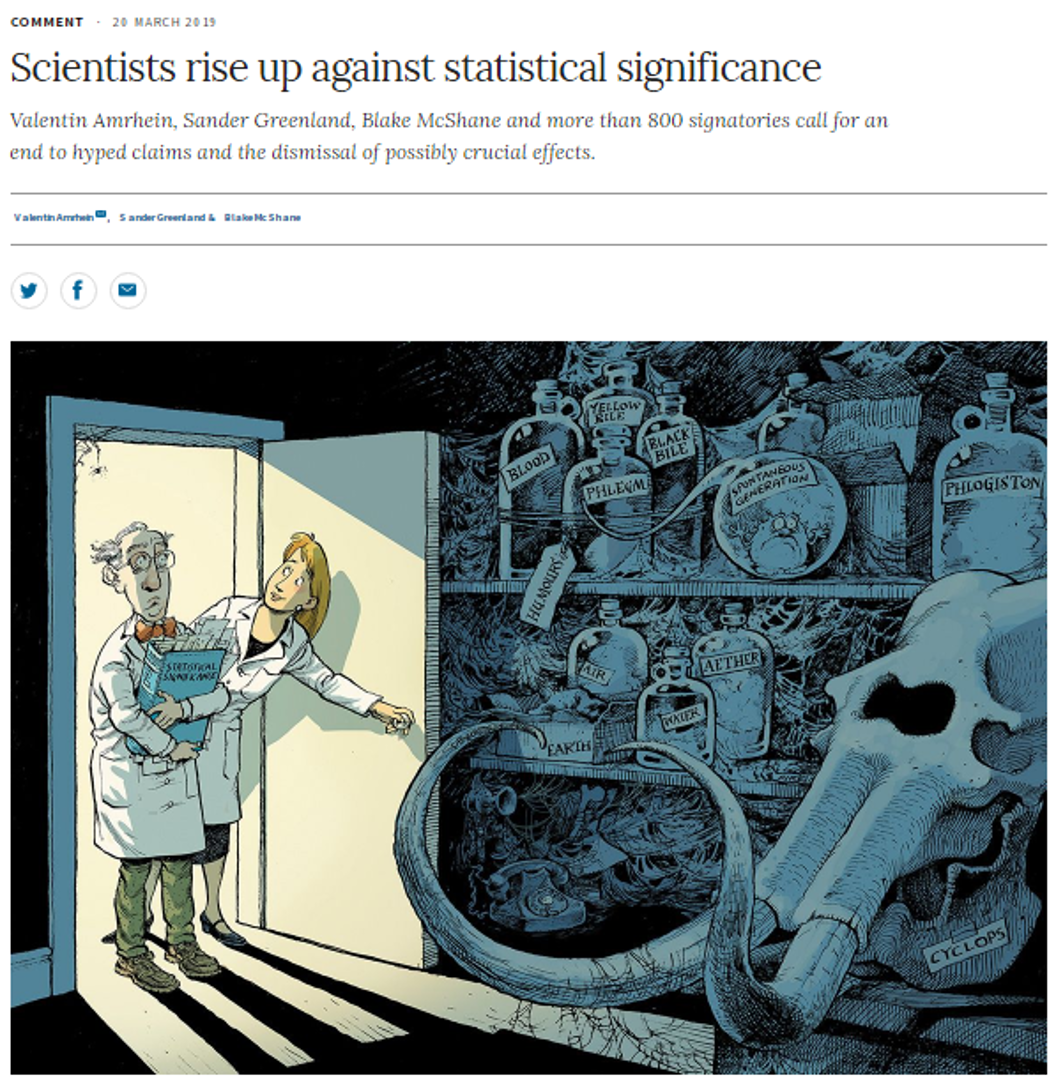 COMMENT · 20 MARCH 2019
Scientists rise up against statistical significance
Valentin Amrhein, Sander Greenland, Blake McShane and more than 800 signatories call for an
end to hyped claims and the dismissal of possibly crucial effects.
Valentin Amrhein, Sander Greenland & Blake McShane
YELLOW
BILE
BLOOD
PHLEGM
BLACK
BILE
SPONTANEOUS
GENERATION
PHLOGISTON
HUMOURS
STATISTICAL
SIGNIFICANCE
AIR
AETHER
WATER
EARTH
CYCLOPS